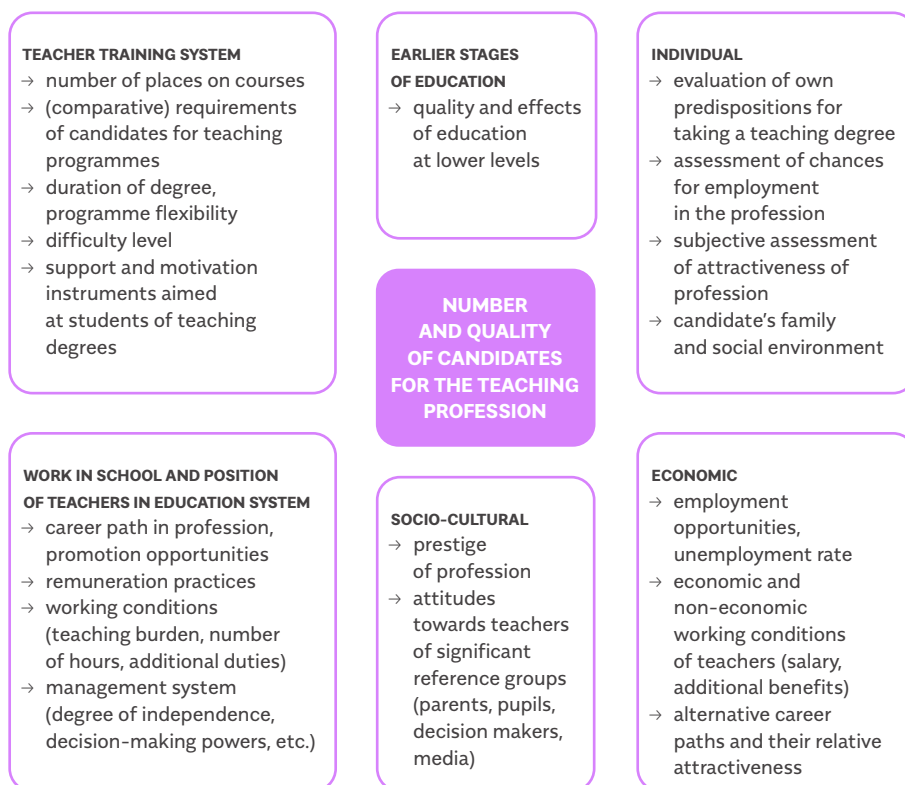 TEACHER TRAINING SYSTEM
→ number of places on courses
→ (comparative) requirements
of candidates for teaching
programmes
→ duration of degree,
programme flexibility
→ difficulty level
→ support and motivation
instruments aimed
at students of teaching
degrees
EARLIER STAGES
OF EDUCATION
→ quality and effects
of education
at lower levels
INDIVIDUAL
→ evaluation of own
predispositions for
taking a teaching degree
→ assessment of chances
for employment
in the profession
→ subjective assessment
of attractiveness of
profession
→ candidate's family
and social environment
NUMBER
AND QUALITY
OF CANDIDATES
FOR THE TEACHING
PROFESSION
WORK IN SCHOOL AND POSITION
OF TEACHERS IN EDUCATION SYSTEM
→ career path in profession,
promotion opportunities
→ remuneration practices
→ working conditions
(teaching burden, number
of hours, additional duties)
→ management system
(degree of independence,
decision-making powers, etc.)
SOCIO-CULTURAL
→ prestige
of profession
→ attitudes
towards teachers
of significant
reference groups
(parents, pupils,
decision makers,
media)
ECONOMIC
→ employment
opportunities,
unemployment rate
→ economic and
non-economic
working conditions
of teachers (salary,
additional benefits)
→ alternative career
paths and their relative
attractiveness